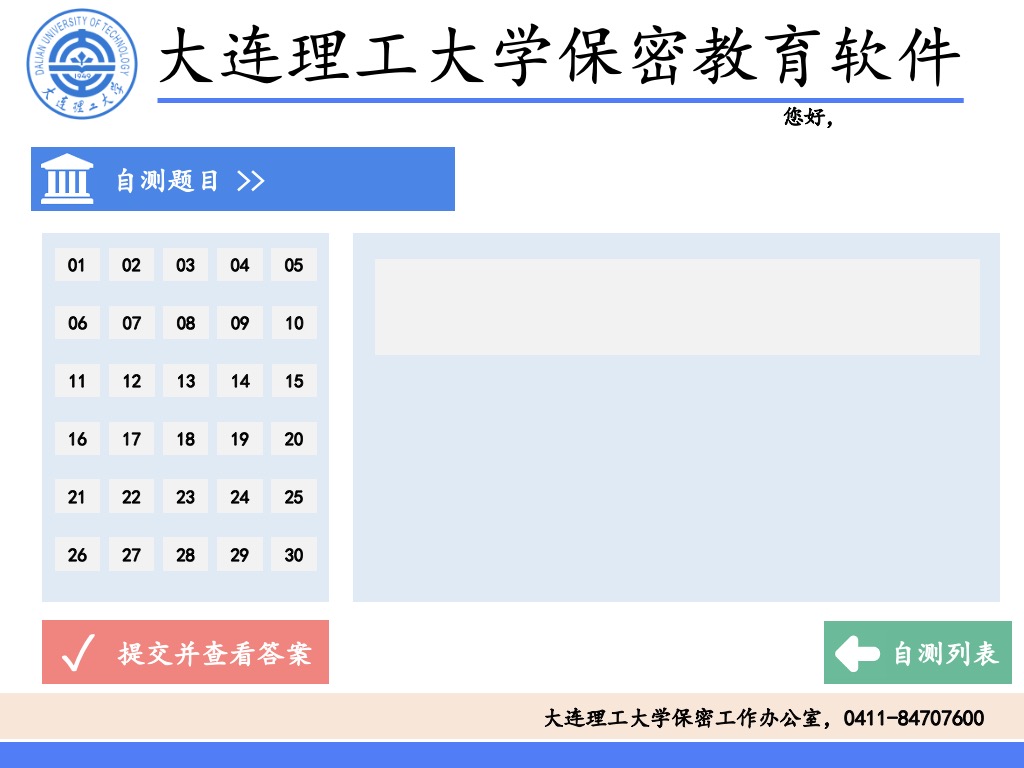 DALIAN UNIVERSITY OF TECHNOLOGY
1949
大连理工大学
大连理工大学保密教育软件
您好，
自测题目 >>
01 02 03 04 05
06 07 08 09 10
11 12 13 14 15
16 17 18 19 20
21 22 23 24 25
26 27 28 29 30
提交并查看答案
自测列表
大连理工大学保密工作办公室，0411-84707600